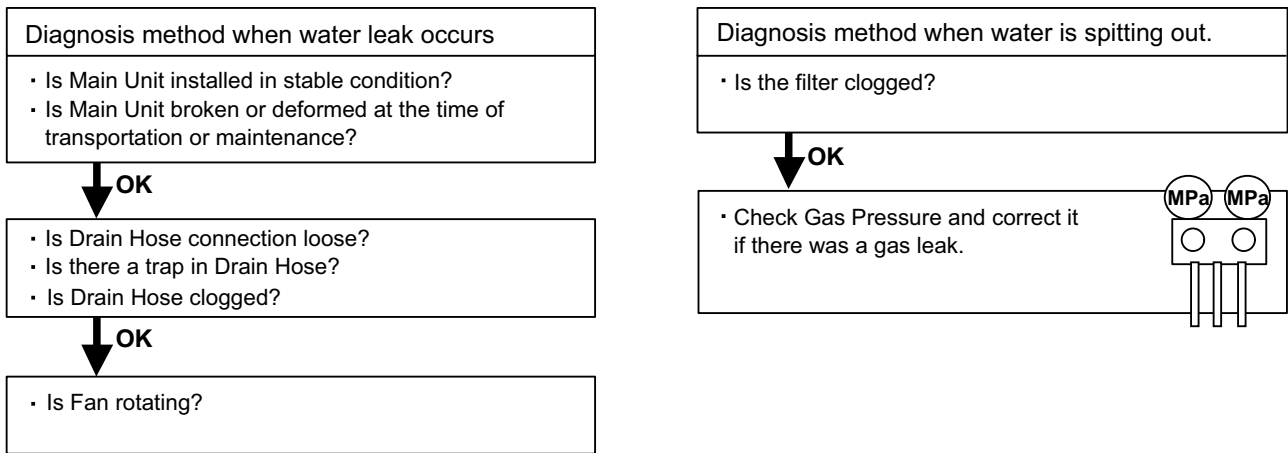 Diagnosis method when water leak occurs
· Is Main Unit installed in stable condition?
· Is Main Unit broken or deformed at the time of
transportation or maintenance?
OK
· Is Drain Hose connection loose?
· Is there a trap in Drain Hose?
· Is Drain Hose clogged?
OK
· Is Fan rotating?
Diagnosis method when water is spitting out.
· Is the filter clogged?
OK
· Check Gas Pressure and correct it
if there was a gas leak.
MPa MPa